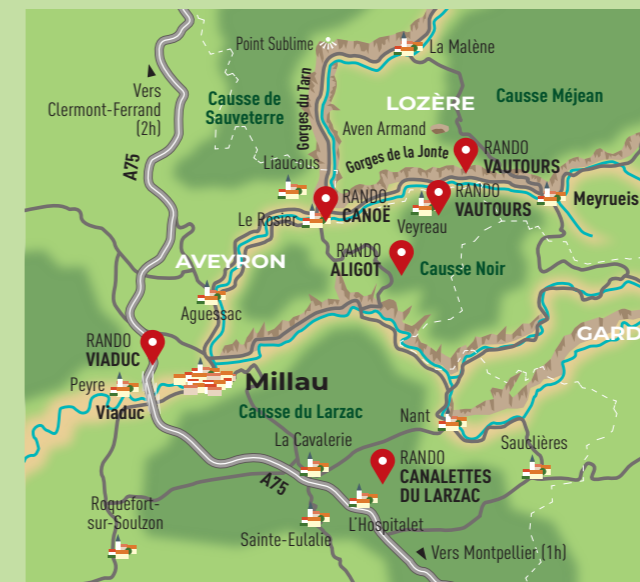 Point Sublime
La Malène
Vers
Clermont-Ferrand
(2h)
Causse de
Sauveterre
Gorges du Tarn
LOZÈRE
Causse Méjean
A75
Aven Armand
Gorges de la Jonte
RANDO
VAUTOURS
Liaucous
RANDO
CANOË
RANDO
VAUTOURS
Meyrueis
Le Rosier
Veyreau
AVEYRON
RANDO
ALIGOT
Causse Noir
Aguessac
GARD
RANDO
VIADUC
Peyre
Millau
Viaduc
Causse du Larzac
Nant
La Cavalerie
Sauclières
RANDO
CANALETTES
DU LARZAC
A75
Roquefort-
sur-Soulzon
L'Hospitalet
Sainte-Eulalie
Vers Montpellier (1h)